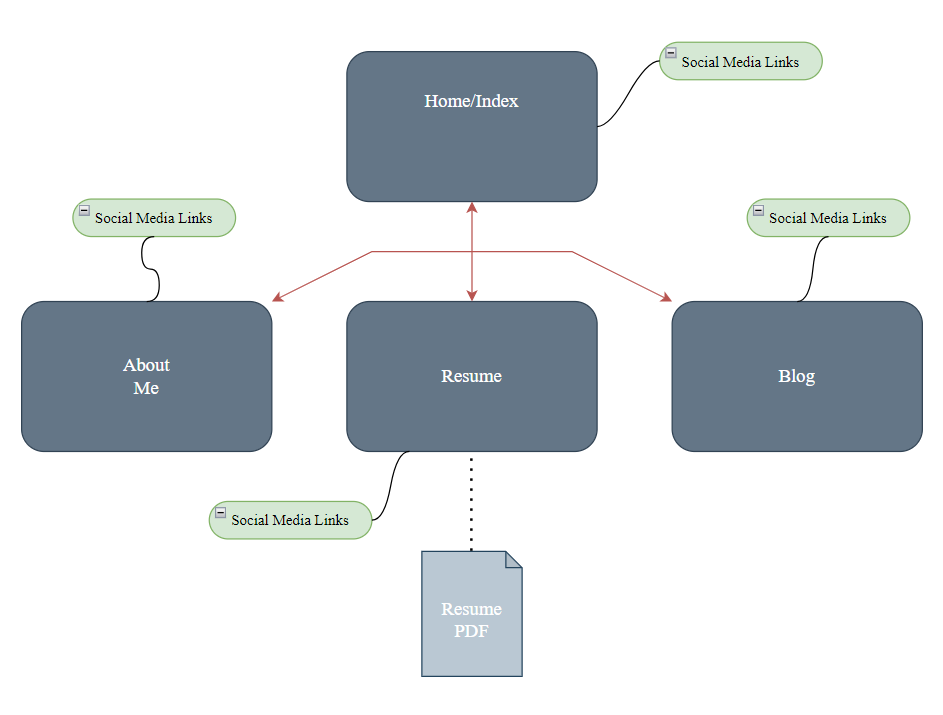 Social Media Links
Home/Index
Social Media Links
Social Media Links
About
Me
Resume
Blog
Social Media Links
Resume
PDF